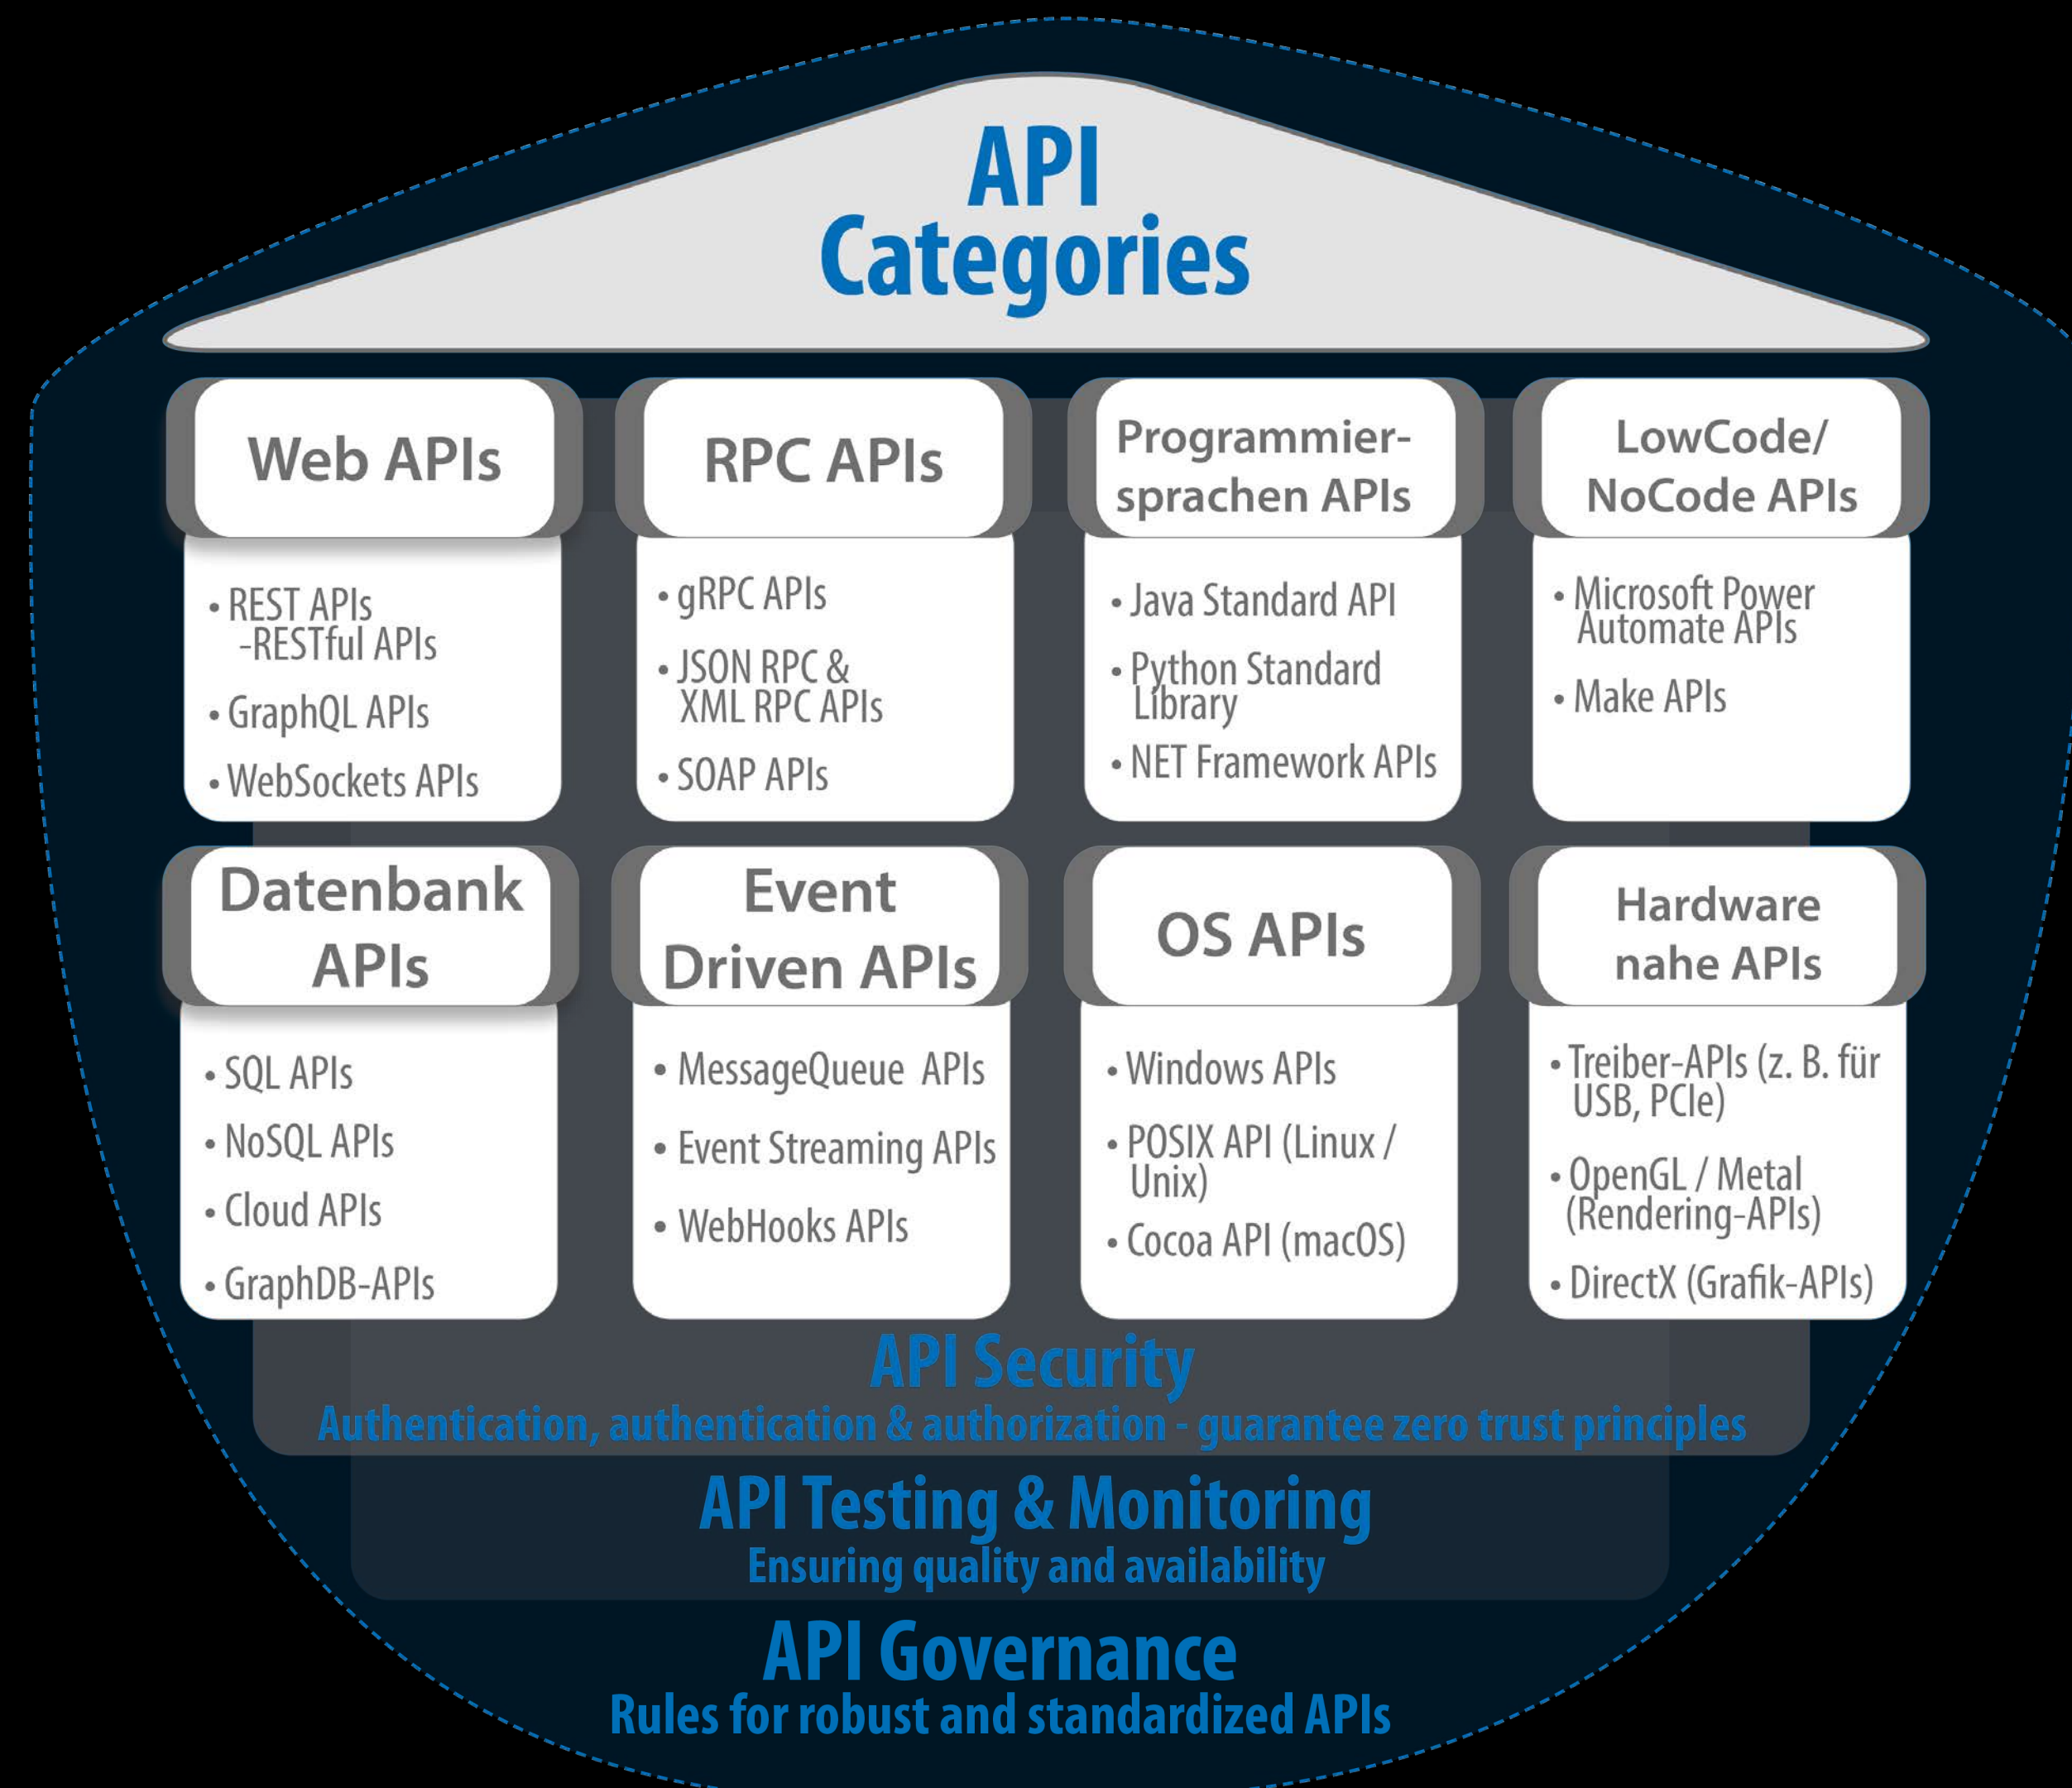 API
Categories
Web APIs
• REST APIs
-RESTful APIs
• GraphQL APIs
• WebSockets APIs
RPC APIs
• gRPC APIs
• JSON RPC &
XML RPC APIs
• SOAP APIs
Programmier-
sprachen APIs
• Java Standard API
• Python Standard
Library
• NET Framework APIs
LowCode/
NoCode APIs
• Microsoft Power
Automate APIs
• Make APIs
Datenbank
APIs
• SQL APIs
• NoSQL APIs
• Cloud APIs
• GraphDB-APIs
Event
Driven APIs
• MessageQueue APIs
• Event Streaming APIs
• WebHooks APIs
OS APIs
• Windows APIs
• POSIX API (Linux /
Unix)
• Cocoa API (macOS)
Hardware
nahe APIs
• Treiber-APIs (z. B. für
USB, PCIe)
• OpenGL / Metal
(Rendering-APIs)
• DirectX (Grafik-APIs)
API Security
Authentication, authentication & authorization - guarantee zero trust principles
API Testing & Monitoring
Ensuring quality and availability
API Governance
Rules for robust and standardized APIs